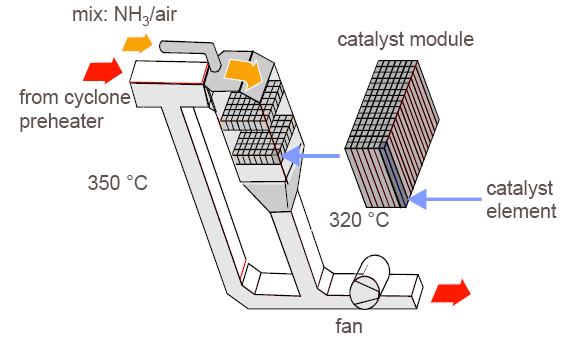 mix: NH₃/air
catalyst module
from cyclone
preheater
350 °C
320 °C
catalyst
element
fan